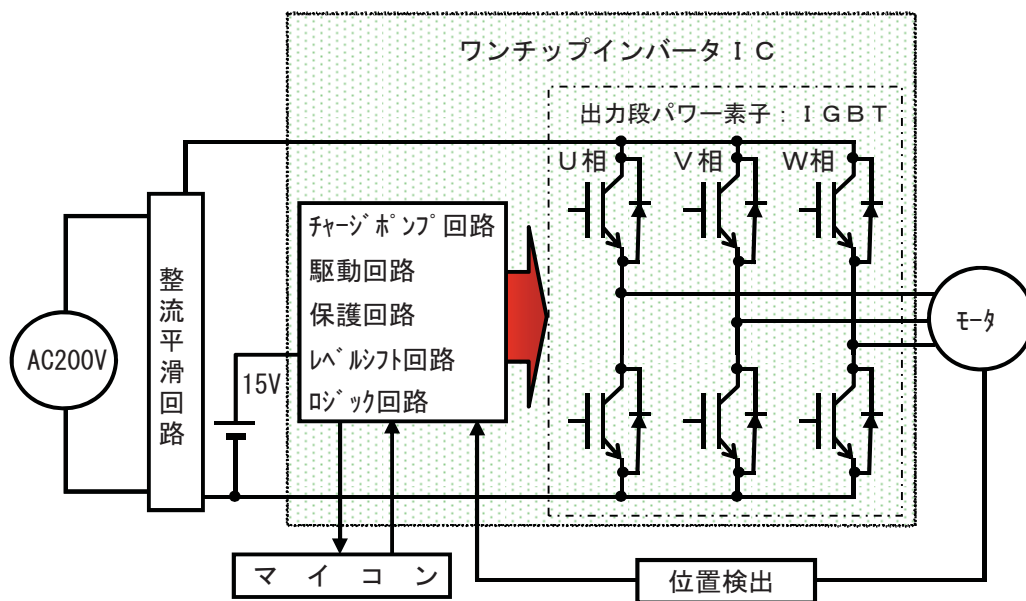 ワンチップインバータＩＣ
出力段パワー素子：ＩＧＢＴ
Ｕ相
Ｖ相
Ｗ相
ﾁｬｰｼﾞﾎﾟﾝﾌﾟ回路
駆動回路
保護回路
ﾚﾍﾞﾙｼﾌﾄ回路
ﾛｼﾞｯｸ回路
整流平滑回路
AC200V
15V
ﾓｰﾀ
マイコン
位置検出